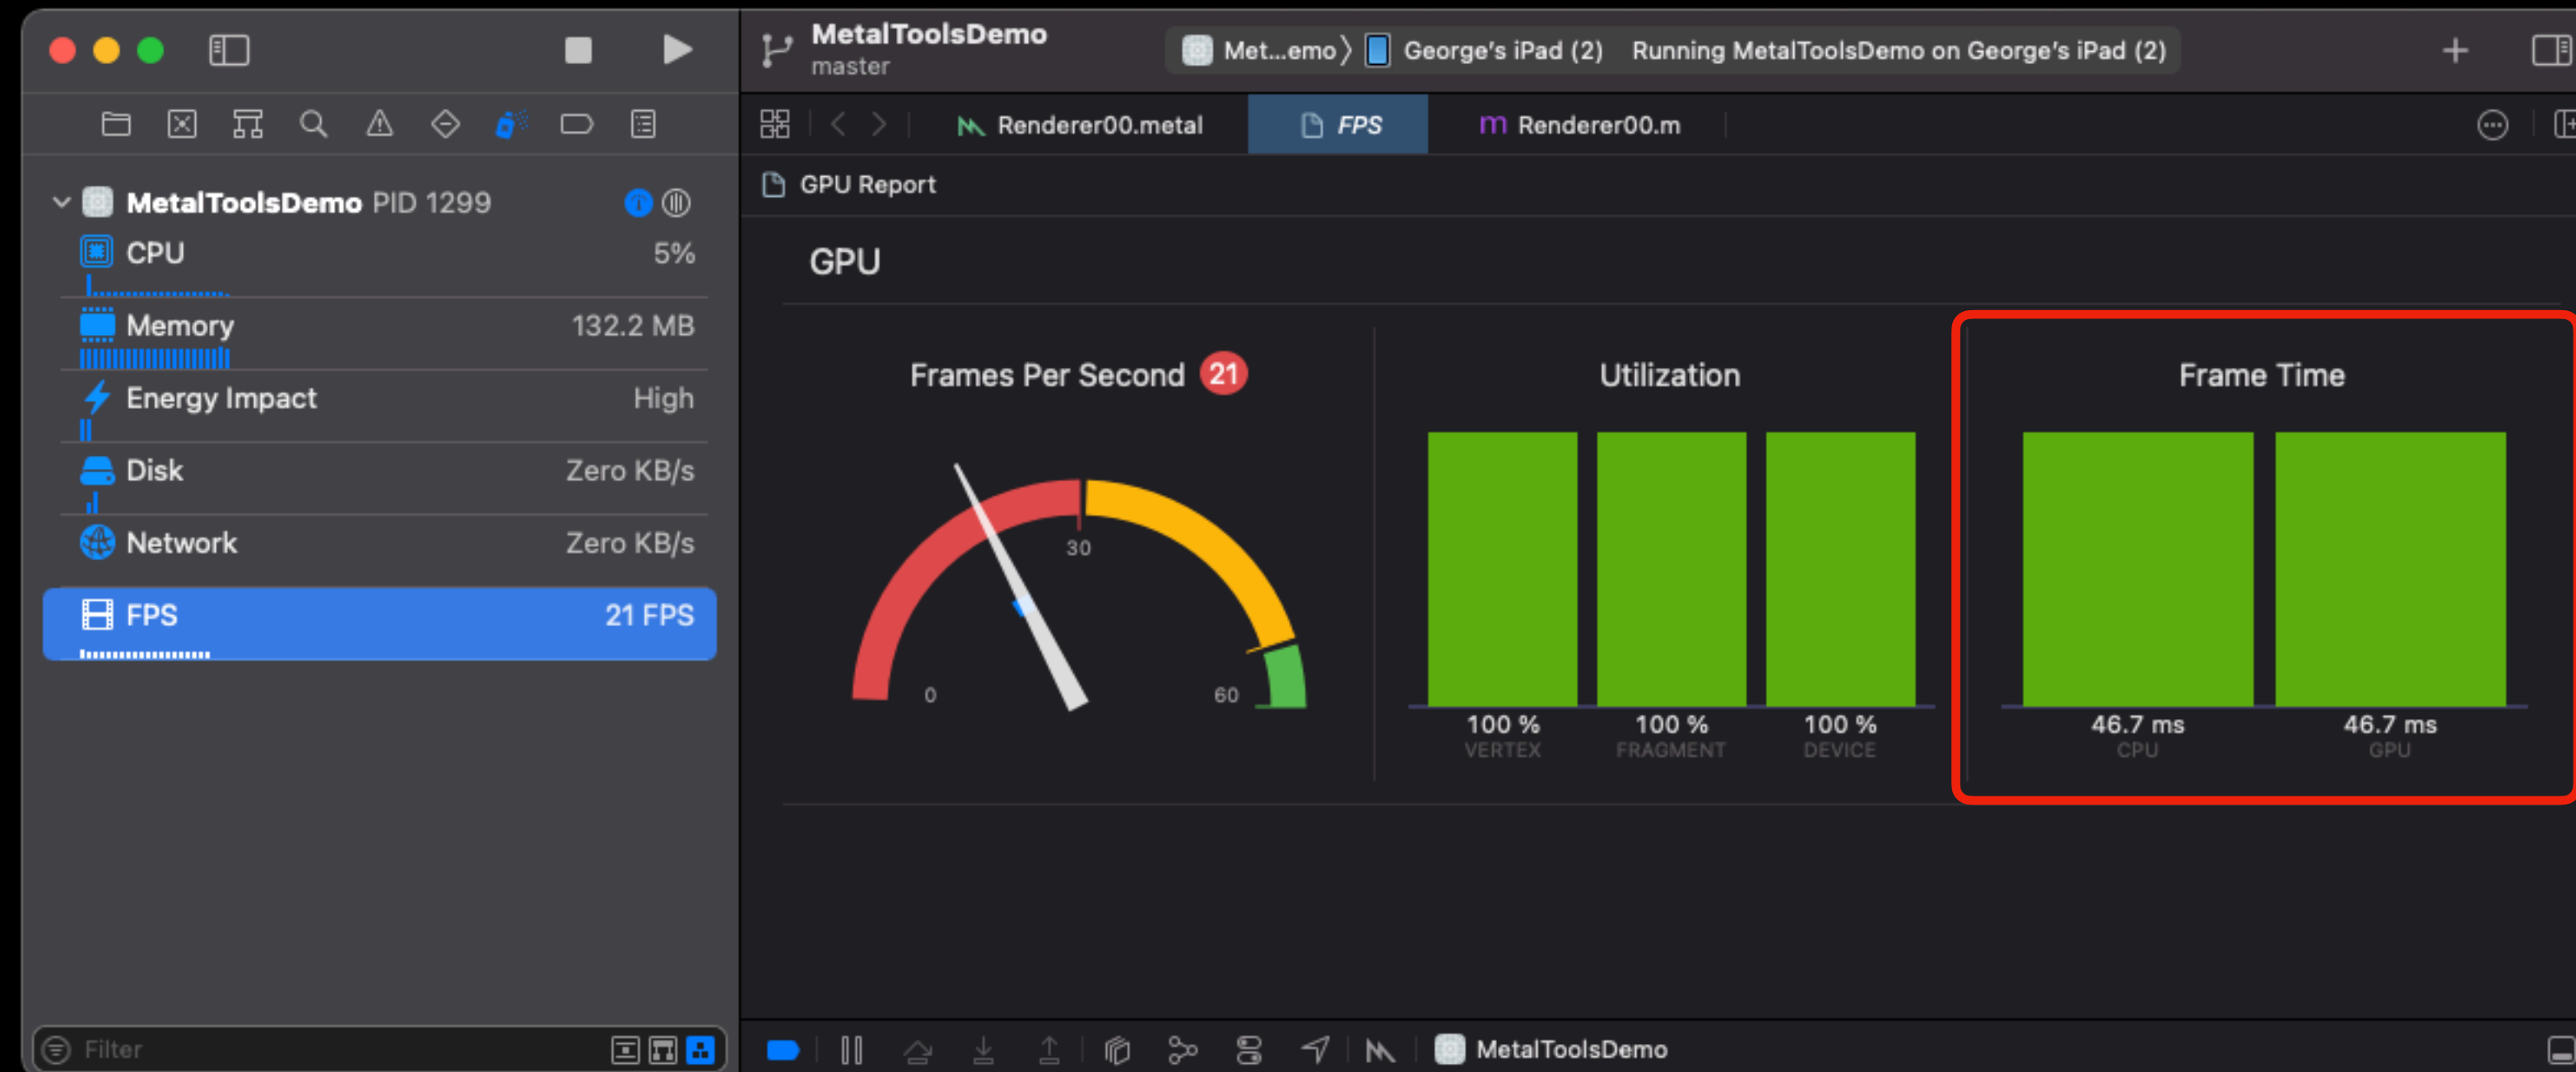 MetalToolsDemo
master
Met...emo
George's iPad (2)
Running MetalToolsDemo on George's iPad (2)
Renderer00.metal
FPS
Renderer00.m
GPU Report
MetalToolsDemo PID 1299
CPU 5%
Memory 132.2 MB
Energy Impact High
Disk Zero KB/s
Network Zero KB/s
FPS 21 FPS
Filter
GPU
Frames Per Second 21
30
0
60
Utilization
100 % 100 % 100 %
VERTEX FRAGMENT DEVICE
Frame Time
46.7 ms 46.7 ms
CPU GPU
MetalToolsDemo